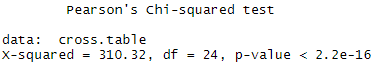 Pearson's Chi-squared test
data:  cross.table
X-squared = 310.32, df = 24, p-value < 2.2e-16